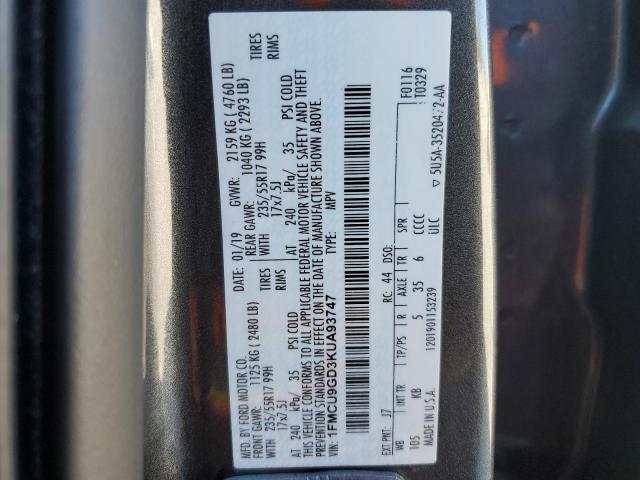 MFD. BY FORD MOTOR CO.
DATE: 01/19 GVWR: 2159 KG ( 4760 LB)
FRONT GAWR: 1125 KG ( 2480 LB) REAR GAWR: 1040 KG ( 2293 LB)
WITH 235/55R17 99H TIRES WITH 235/55R17 99H TIRES
17x7.5J RIMS 17x7.5J RIMS
AT 240 kPa/ 35 PSI COLD AT 240 kPa/ 35 PSI COLD
THIS VEHICLE CONFORMS TO ALL APPLICABLE FEDERAL MOTOR VEHICLE SAFETY AND THEFT
PREVENTION STANDARDS IN EFFECT ON THE DATE OF MANUFACTURE SHOWN ABOVE.
VIN: 1FMCU9GD3KUA93747 TYPE: MPV
F0116
T0329
EXT PNT: J7 RC: 44 DSO:
WB INT TR TP/PS R AXLE TR SPR
105 KB 5 35 6 CCCC
MADE IN U.S.A. 1201901153239 ULC